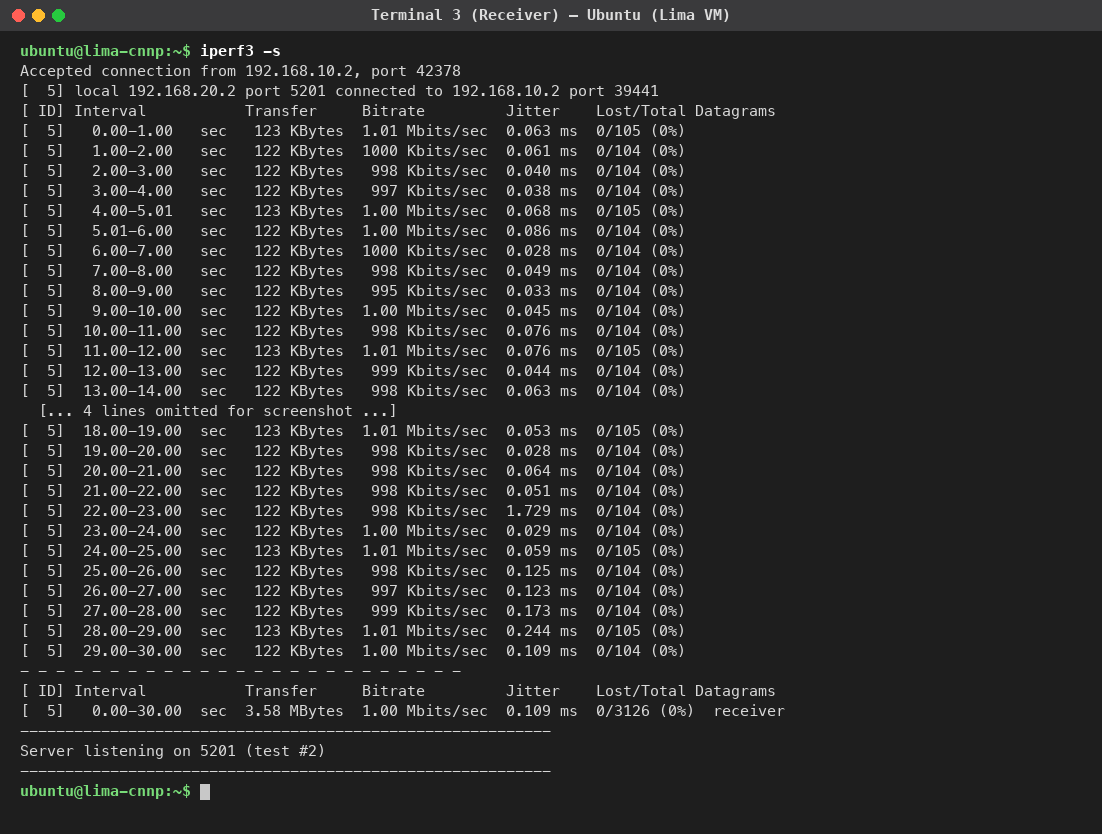 Terminal 3 (Receiver) — Ubuntu (Lima VM)
ubuntu@lima-cnnp:~$ iperf3 -s
Accepted connection from 192.168.10.2, port 42378
[  5] local 192.168.20.2 port 5201 connected to 192.168.10.2 port 39441
[ ID] Interval           Transfer     Bitrate         Jitter    Lost/Total Datagrams
[  5]   0.00-1.00   sec   123 KBytes  1.01 Mbits/sec  0.063 ms  0/105 (0%)
[  5]   1.00-2.00   sec   122 KBytes  1000 Kbits/sec  0.061 ms  0/104 (0%)
[  5]   2.00-3.00   sec   122 KBytes   998 Kbits/sec  0.040 ms  0/104 (0%)
[  5]   3.00-4.00   sec   122 KBytes   997 Kbits/sec  0.038 ms  0/104 (0%)
[  5]   4.00-5.01   sec   123 KBytes  1.00 Mbits/sec  0.068 ms  0/105 (0%)
[  5]   5.01-6.00   sec   122 KBytes  1.00 Mbits/sec  0.086 ms  0/104 (0%)
[  5]   6.00-7.00   sec   122 KBytes  1000 Kbits/sec  0.028 ms  0/104 (0%)
[  5]   7.00-8.00   sec   122 KBytes   998 Kbits/sec  0.049 ms  0/104 (0%)
[  5]   8.00-9.00   sec   122 KBytes   995 Kbits/sec  0.033 ms  0/104 (0%)
[  5]   9.00-10.00  sec   122 KBytes  1.00 Mbits/sec  0.045 ms  0/104 (0%)
[  5]  10.00-11.00  sec   122 KBytes   998 Kbits/sec  0.076 ms  0/104 (0%)
[  5]  11.00-12.00  sec   123 KBytes  1.01 Mbits/sec  0.076 ms  0/105 (0%)
[  5]  12.00-13.00  sec   122 KBytes   999 Kbits/sec  0.044 ms  0/104 (0%)
[  5]  13.00-14.00  sec   122 KBytes   998 Kbits/sec  0.063 ms  0/104 (0%)
  [... 4 lines omitted for screenshot ...]
[  5]  18.00-19.00  sec   123 KBytes  1.01 Mbits/sec  0.053 ms  0/105 (0%)
[  5]  19.00-20.00  sec   122 KBytes   998 Kbits/sec  0.028 ms  0/104 (0%)
[  5]  20.00-21.00  sec   122 KBytes   998 Kbits/sec  0.064 ms  0/104 (0%)
[  5]  21.00-22.00  sec   122 KBytes   998 Kbits/sec  0.051 ms  0/104 (0%)
[  5]  22.00-23.00  sec   122 KBytes   998 Kbits/sec  1.729 ms  0/104 (0%)
[  5]  23.00-24.00  sec   122 KBytes  1.00 Mbits/sec  0.029 ms  0/104 (0%)
[  5]  24.00-25.00  sec   123 KBytes  1.01 Mbits/sec  0.059 ms  0/105 (0%)
[  5]  25.00-26.00  sec   122 KBytes   998 Kbits/sec  0.125 ms  0/104 (0%)
[  5]  26.00-27.00  sec   122 KBytes   997 Kbits/sec  0.123 ms  0/104 (0%)
[  5]  27.00-28.00  sec   122 KBytes   999 Kbits/sec  0.173 ms  0/104 (0%)
[  5]  28.00-29.00  sec   123 KBytes  1.01 Mbits/sec  0.244 ms  0/105 (0%)
[  5]  29.00-30.00  sec   122 KBytes  1.00 Mbits/sec  0.109 ms  0/104 (0%)
- - - - - - - - - - - - - - - - - - - - - - - - -
[ ID] Interval           Transfer     Bitrate         Jitter    Lost/Total Datagrams
[  5]   0.00-30.00  sec  3.58 MBytes  1.00 Mbits/sec  0.109 ms  0/3126 (0%)  receiver
-----------------------------------------------------------
Server listening on 5201 (test #2)
-----------------------------------------------------------
ubuntu@lima-cnnp:~$